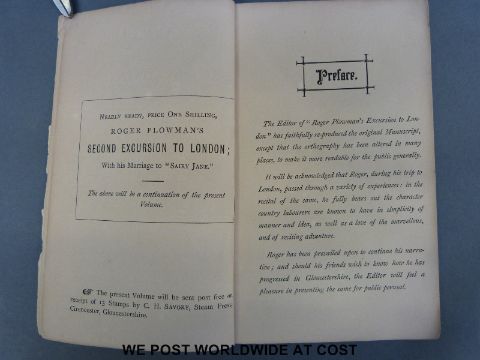 Nearly ready, price One Shilling,
ROGER PLOWMAN'S
SECOND EXCURSION TO LONDON;
With his Marriage to "Sairy Jane."
The above will be a continuation of the present
Volume.
The present Volume will be sent post free on
receipt of 13 Stamps by C. H. Savory, Steam Press
Cirencester, Gloucestershire.
Preface.
The Editor of "Roger Plowman's Excursion to Lon-
don" has faithfully re-produced the original Manuscript,
except that the orthography has been altered in many
places, to make it more readable for the public generally.
It will be acknowledged that Roger, during his trip to
London, passed through a variety of experiences: in the
recital of the same, he fully bears out the character
country labourers are known to have in simplicity of
manner and idea, as well as a love of the marvellous,
and of exciting adventure.
Roger has been prevailed upon to continue his narra-
tive; and should his friends wish to know how he has
progressed in Gloucestershire, the Editor will feel a
pleasure in presenting the same for public perusal.
WE POST WORLDWIDE AT COST